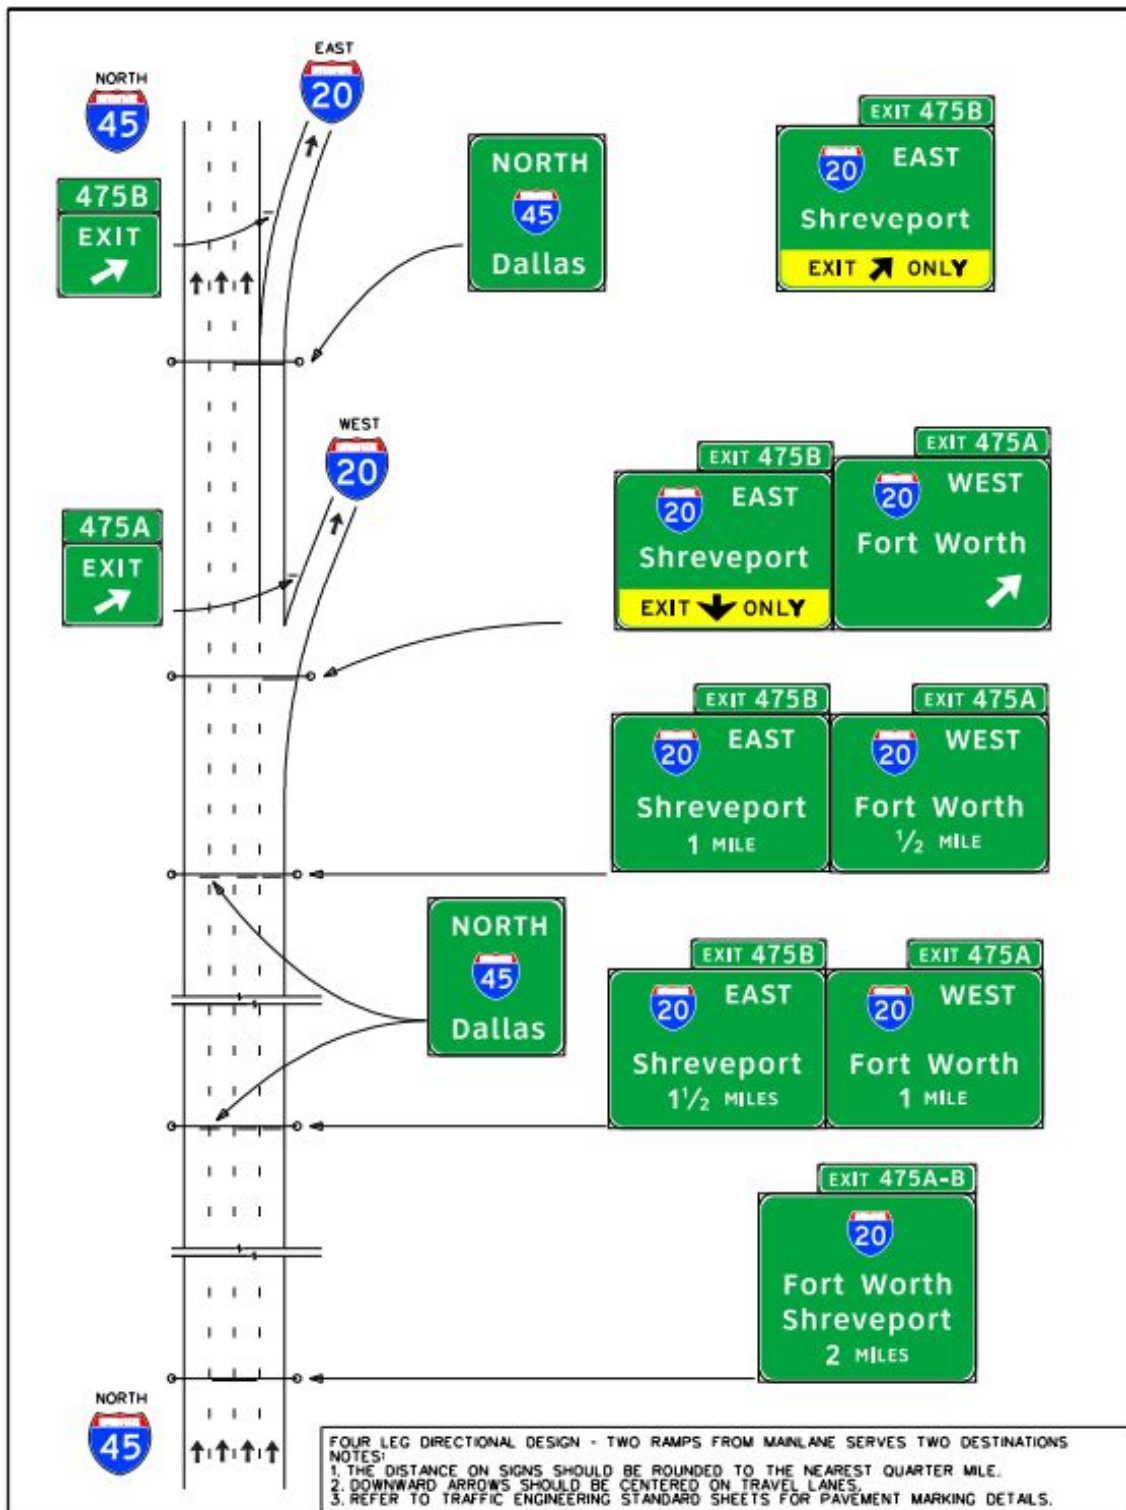 EAST
20
NORTH
45
475B
EXIT
NORTH
45
Dallas
EXIT 475B
20 EAST
Shreveport
EXIT ONLY
WEST
20
475A
EXIT
EXIT 475B
20 EAST
Shreveport
EXIT ONLY
EXIT 475A
20 WEST
Fort Worth
EXIT 475B
20 EAST
Shreveport
1 MILE
EXIT 475A
20 WEST
Fort Worth
1/2 MILE
NORTH
45
Dallas
EXIT 475B
20 EAST
Shreveport
1 1/2 MILES
EXIT 475A
20 WEST
Fort Worth
1 MILE
EXIT 475A-B
20
Fort Worth
Shreveport
2 MILES
NORTH
45
FOUR LEG DIRECTIONAL DESIGN - TWO RAMPS FROM MAINLANE SERVES TWO DESTINATIONS
NOTES:
1. THE DISTANCE ON SIGNS SHOULD BE ROUNDED TO THE NEAREST QUARTER MILE.
2. DOWNWARD ARROWS SHOULD BE CENTERED ON TRAVEL LANES.
3. REFER TO TRAFFIC ENGINEERING STANDARD SHEETS FOR PAVEMENT MARKING DETAILS.